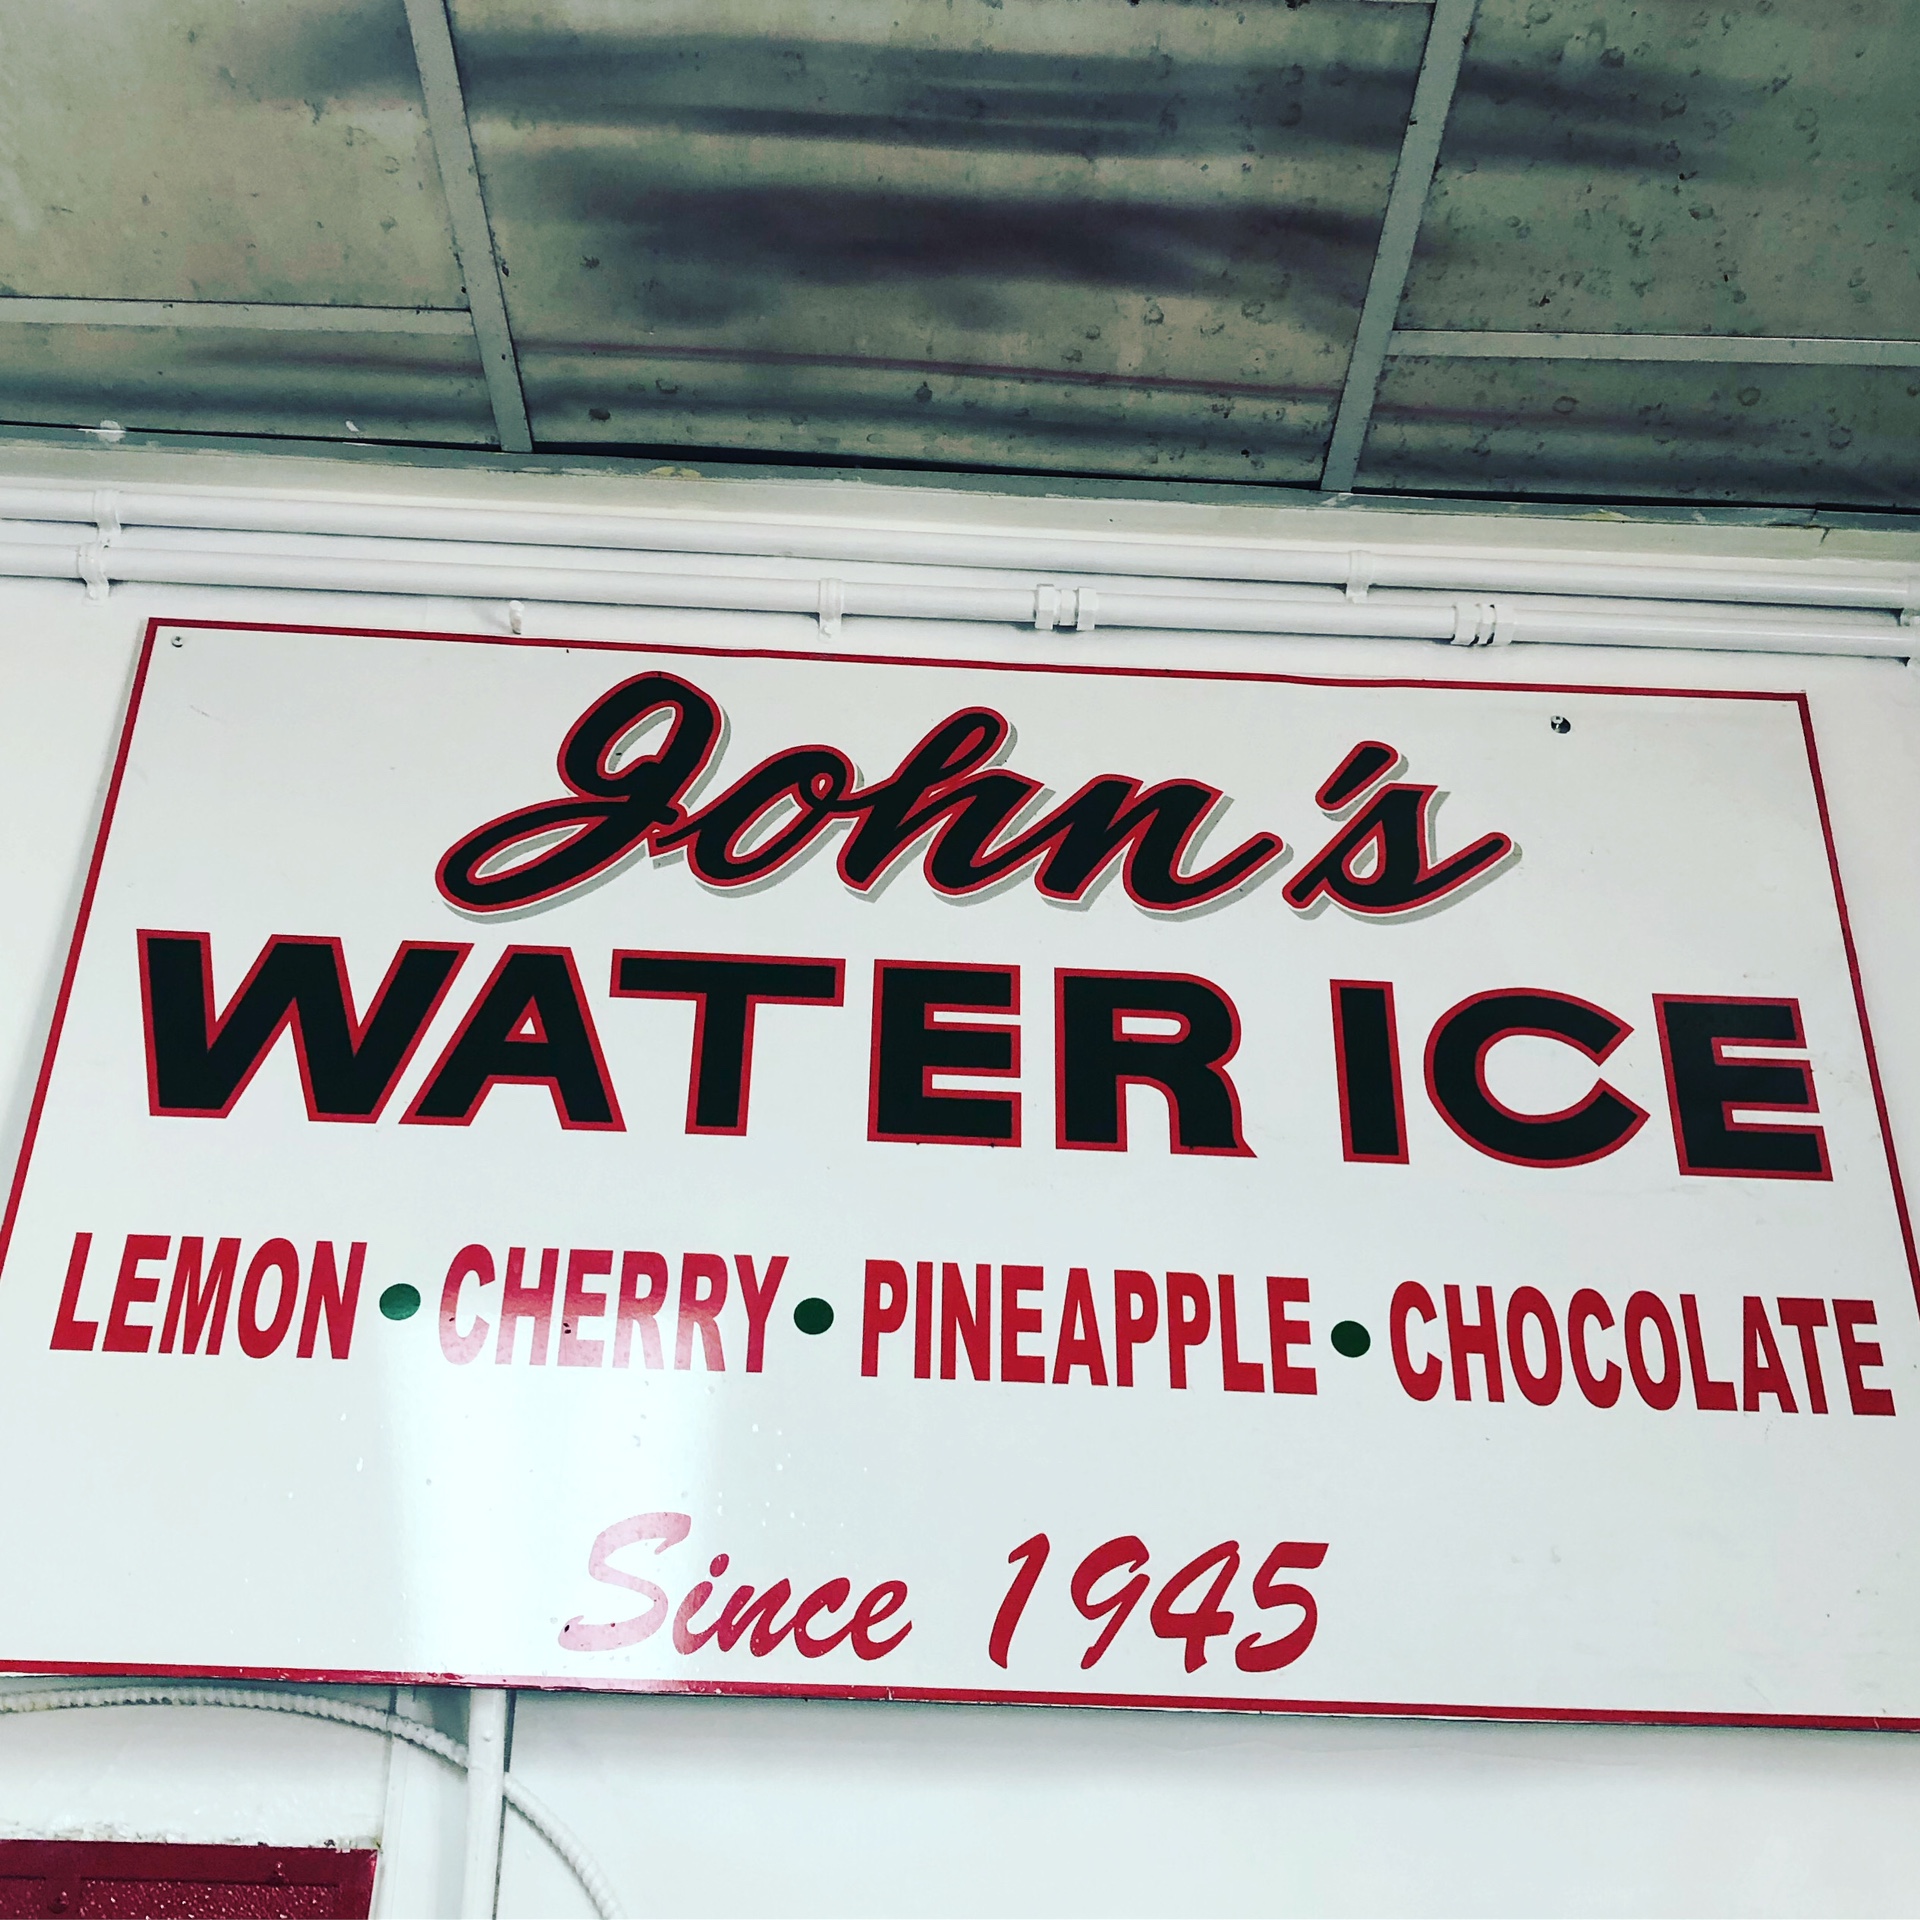 John's
WATER ICE
LEMON • CHERRY • PINEAPPLE • CHOCOLATE
Since 1945